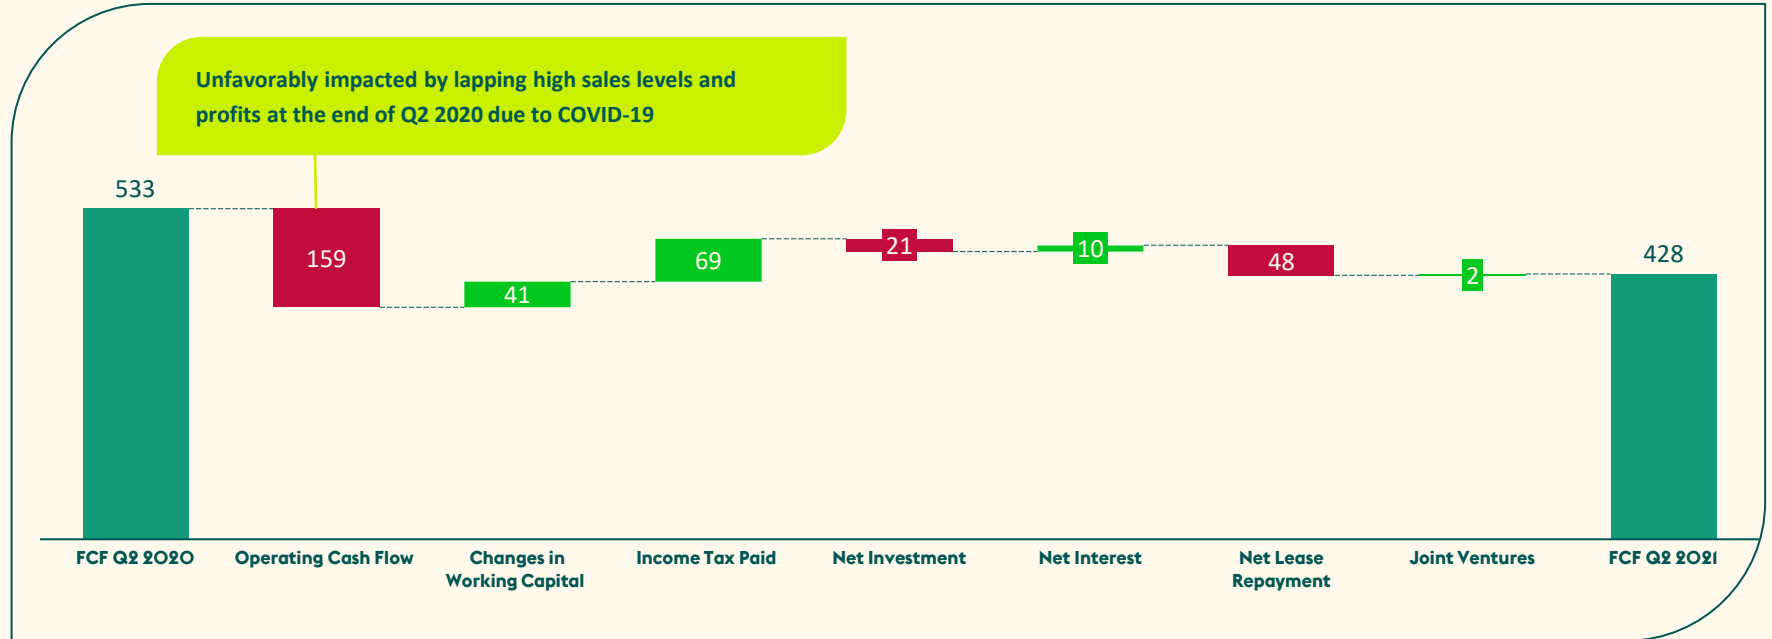 Unfavorably impacted by lapping high sales levels and
profits at the end of Q2 2020 due to COVID-19
533
159
41
69
21
10
48
2
428
FCF Q2 2020
Operating Cash Flow
Changes in
Working Capital
Income Tax Paid
Net Investment
Net Interest
Net Lease
Repayment
Joint Ventures
FCF Q2 2021